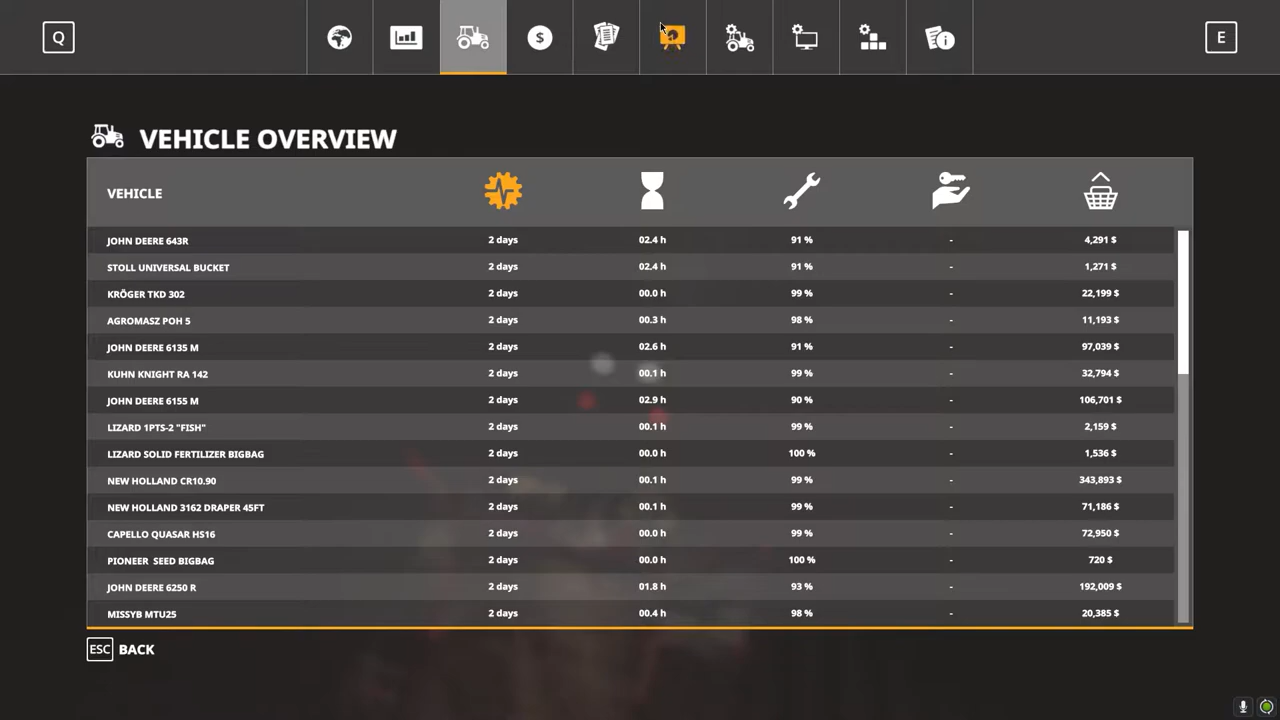 Q
$
E
VEHICLE OVERVIEW
VEHICLE
JOHN DEERE 643R 2 days 02.4 h 91 % - 4,291 $
STOLL UNIVERSAL BUCKET 2 days 02.4 h 91 % - 1,271 $
KRÖGER TKD 302 2 days 00.0 h 99 % - 22,199 $
AGROMASZ POH 5 2 days 00.3 h 98 % - 11,193 $
JOHN DEERE 6135 M 2 days 02.6 h 91 % - 97,039 $
KUHN KNIGHT RA 142 2 days 00.1 h 99 % - 32,794 $
JOHN DEERE 6155 M 2 days 02.9 h 90 % - 106,701 $
LIZARD 1PTS-2 "FISH" 2 days 00.1 h 99 % - 2,159 $
LIZARD SOLID FERTILIZER BIGBAG 2 days 00.0 h 100 % - 1,536 $
NEW HOLLAND CR10.90 2 days 00.1 h 99 % - 343,893 $
NEW HOLLAND 3162 DRAPER 45FT 2 days 00.1 h 99 % - 71,186 $
CAPELLO QUASAR HS16 2 days 00.0 h 99 % - 72,950 $
PIONEER SEED BIGBAG 2 days 00.0 h 100 % - 720 $
JOHN DEERE 6250 R 2 days 01.8 h 93 % - 192,009 $
MISSYB MTU25 2 days 00.4 h 98 % - 20,385 $
ESC BACK